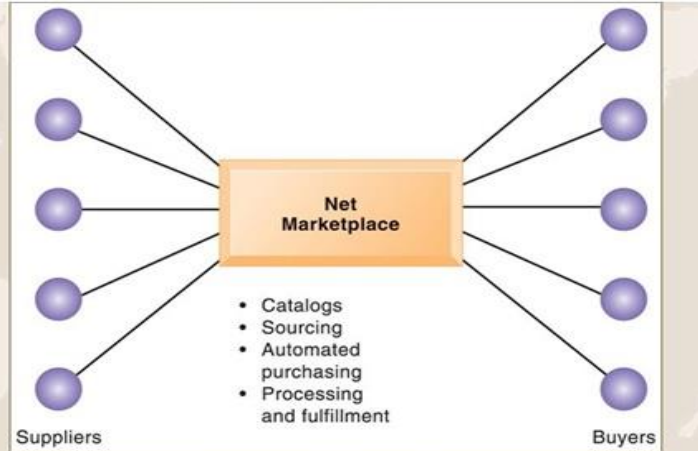 Net
Marketplace
• Catalogs
• Sourcing
• Automated
purchasing
• Processing
and fulfillment
Suppliers
Buyers